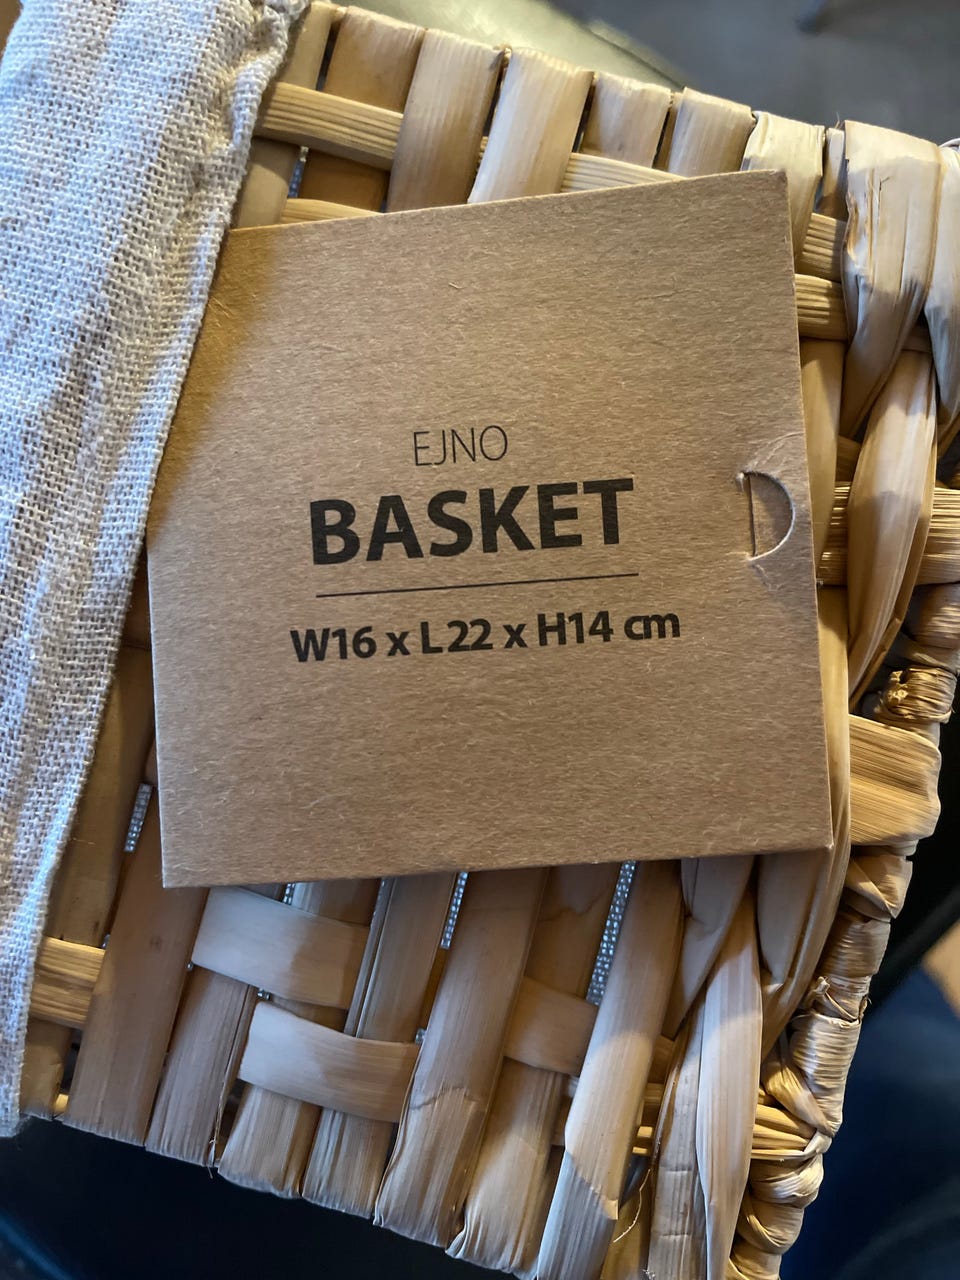 EJNO
BASKET
W16 x L22 x H14 cm